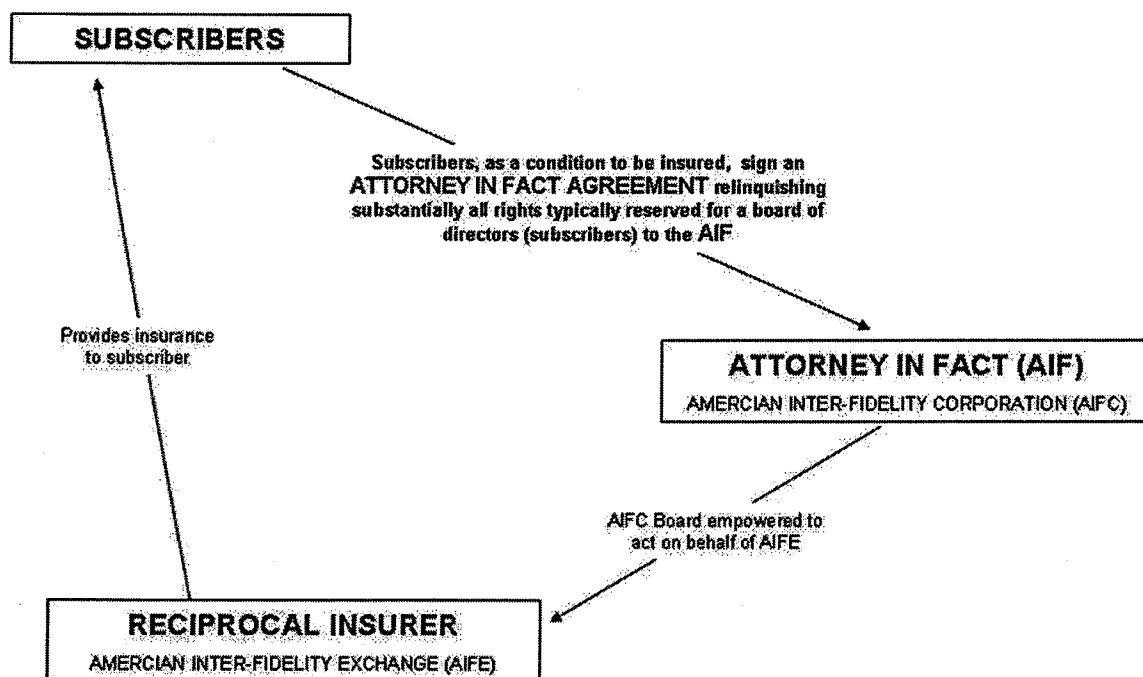 SUBSCRIBERS
Subscribers, as a condition to be insured, sign an
ATTORNEY IN FACT AGREEMENT relinquishing
substantially all rights typically reserved for a board of
directors (subscribers) to the AIF
Provides insurance
to subscriber
ATTORNEY IN FACT (AIF)
AMERCIAN INTER-FIDELITY CORPORATION (AIFC)
AIFC Board empowered to
act on behalf of AIFE
RECIPROCAL INSURER
AMERCIAN INTER-FIDELITY EXCHANGE (AIFE)